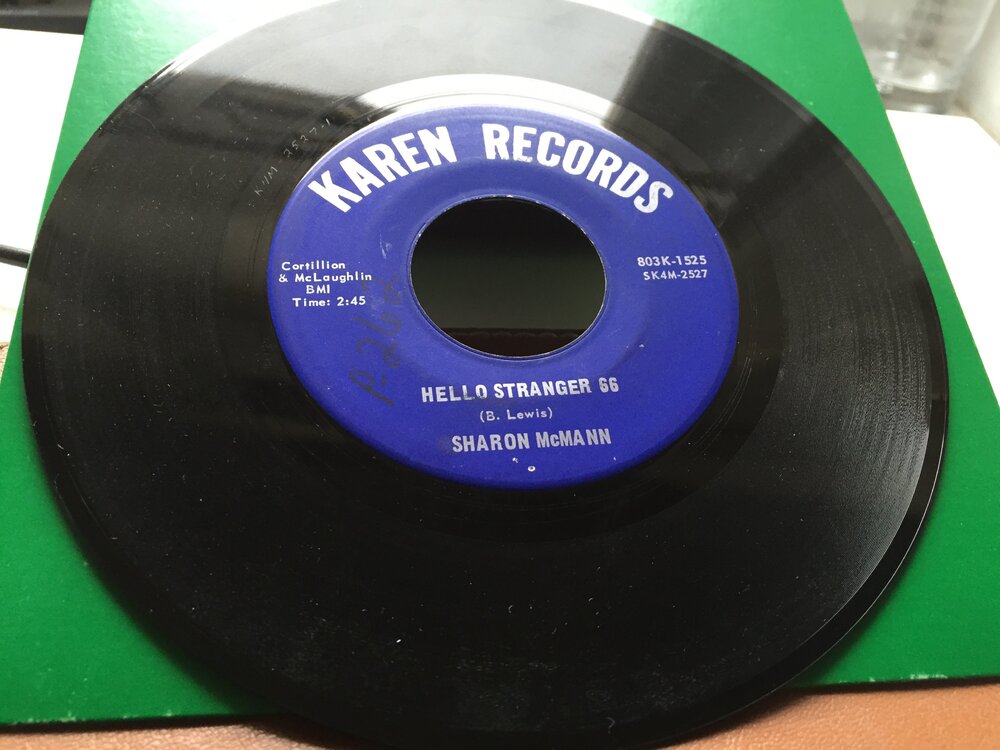 KAREN RECORDS
Cortillion
& McLaughlin
BMI
Time: 2:45
803K-1525
SK4M-2527
HELLO STRANGER 66
(B. Lewis)
SHARON McMANN